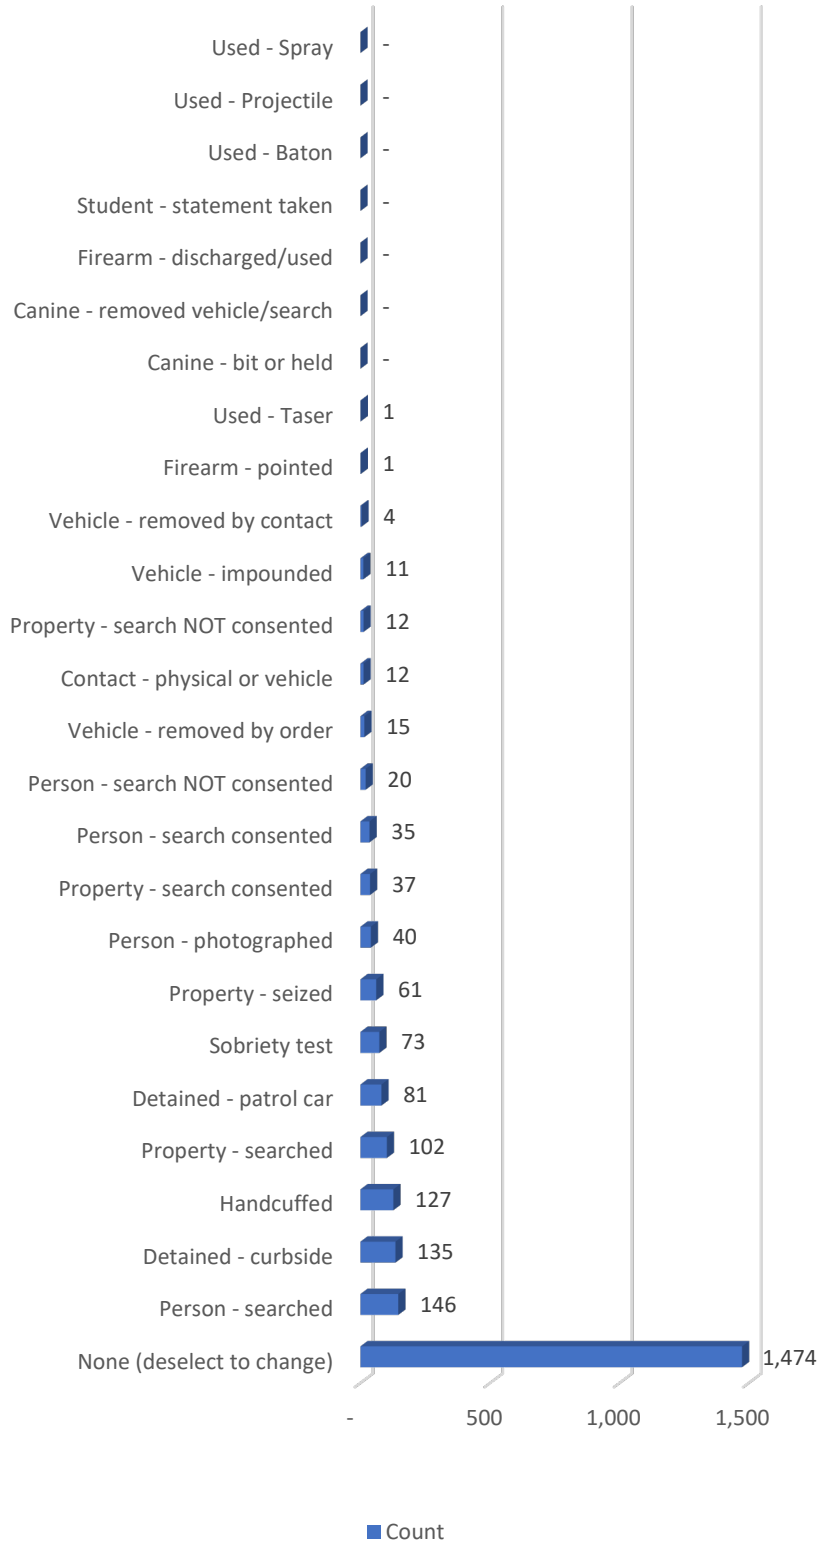 Used - Spray -
Used - Projectile -
Used - Baton -
Student - statement taken -
Firearm - discharged/used -
Canine - removed vehicle/search -
Canine - bit or held -
Used - Taser 1
Firearm - pointed 1
Vehicle - removed by contact 4
Vehicle - impounded 11
Property - search NOT consented 12
Contact - physical or vehicle 12
Vehicle - removed by order 15
Person - search NOT consented 20
Person - search consented 35
Property - search consented 37
Person - photographed 40
Property - seized 61
Sobriety test 73
Detained - patrol car 81
Property - searched 102
Handcuffed 127
Detained - curbside 135
Person - searched 146
None (deselect to change) 1,474
- 500 1,000 1,500
Count